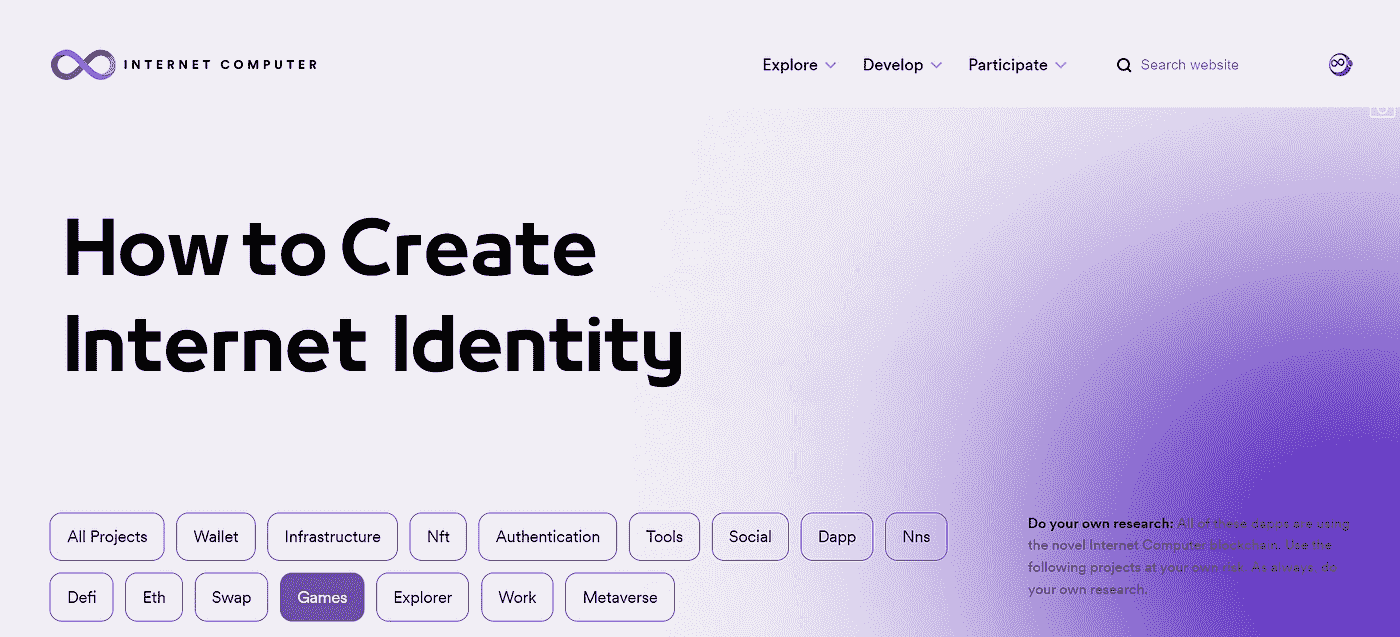 INTERNET COMPUTER
Explore Develop Participate Search website
How to Create
Internet Identity
All Projects Wallet Infrastructure Nft Authentication Tools Social Dapp Nns
Defi Eth Swap Games Explorer Work Metaverse
Do your own research: All of these dapps are using
the novel Internet Computer blockchain. Use the
following projects at your own risk.
your own research.